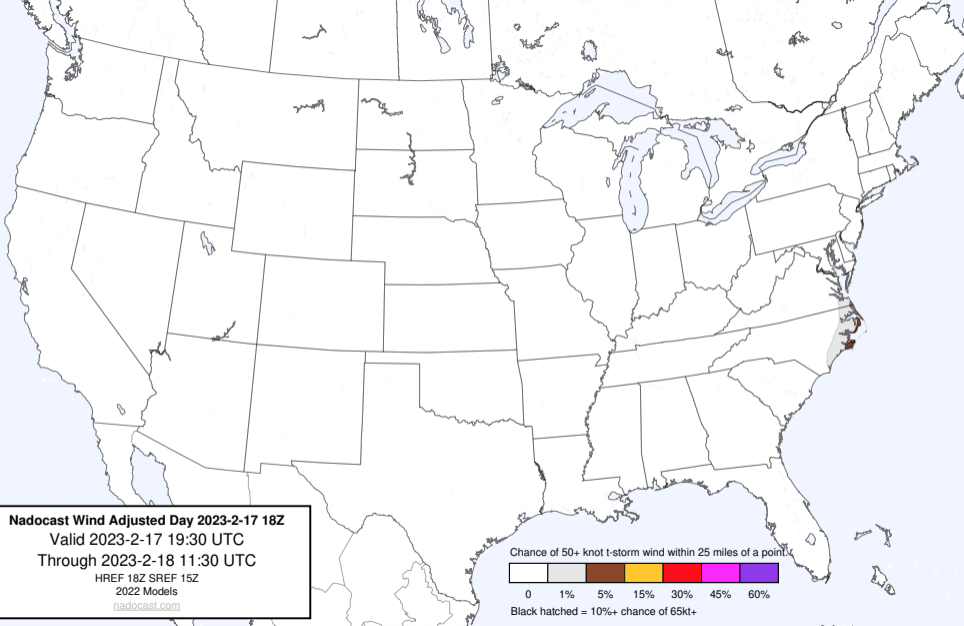 Nadocast Wind Adjusted Day 2023-2-17 18Z
Valid 2023-2-17 19:30 UTC
Through 2023-2-18 11:30 UTC
HREF 18Z SREF 15Z
2022 Models
nadocast.com
Chance of 50+ knot t-storm wind within 25 miles of a point.
0 1% 5% 15% 30% 45% 60%
Black hatched = 10%+ chance of 65kt+